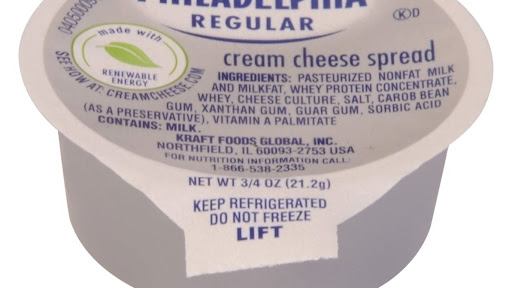 PHILADELPHIA
REGULAR
K D
made with
RENEWABLE
ENERGY
SEE HOW AT: CREAMCHEESE.COM
cream cheese spread
INGREDIENTS: PASTEURIZED NONFAT MILK
AND MILKFAT, WHEY PROTEIN CONCENTRATE,
WHEY, CHEESE CULTURE, SALT, CAROB BEAN
GUM, XANTHAN GUM, GUAR GUM, SORBIC ACID
(AS A PRESERVATIVE), VITAMIN A PALMITATE
CONTAINS: MILK.
KRAFT FOODS GLOBAL, INC.
NORTHFIELD, IL 60093-2753 USA
FOR NUTRITION INFORMATION CALL:
1-866-538-2335
NET WT 3/4 OZ (21.2g)
KEEP REFRIGERATED
DO NOT FREEZE
LIFT